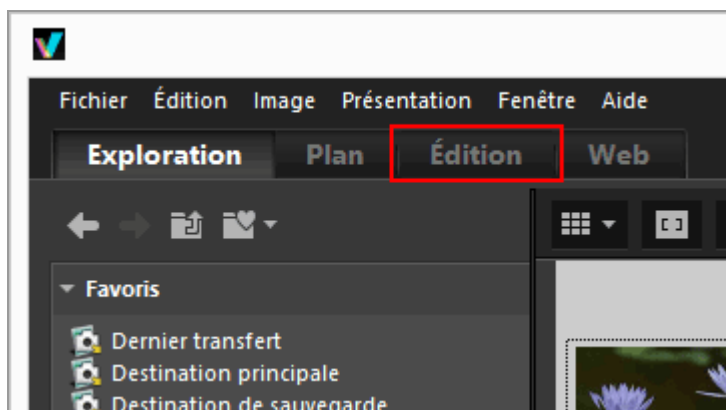 Fichier Édition Image Présentation Fenêtre Aide
Exploration Plan Édition Web
Favoris
Dernier transfert
Destination principale
Destination de sauvegarde